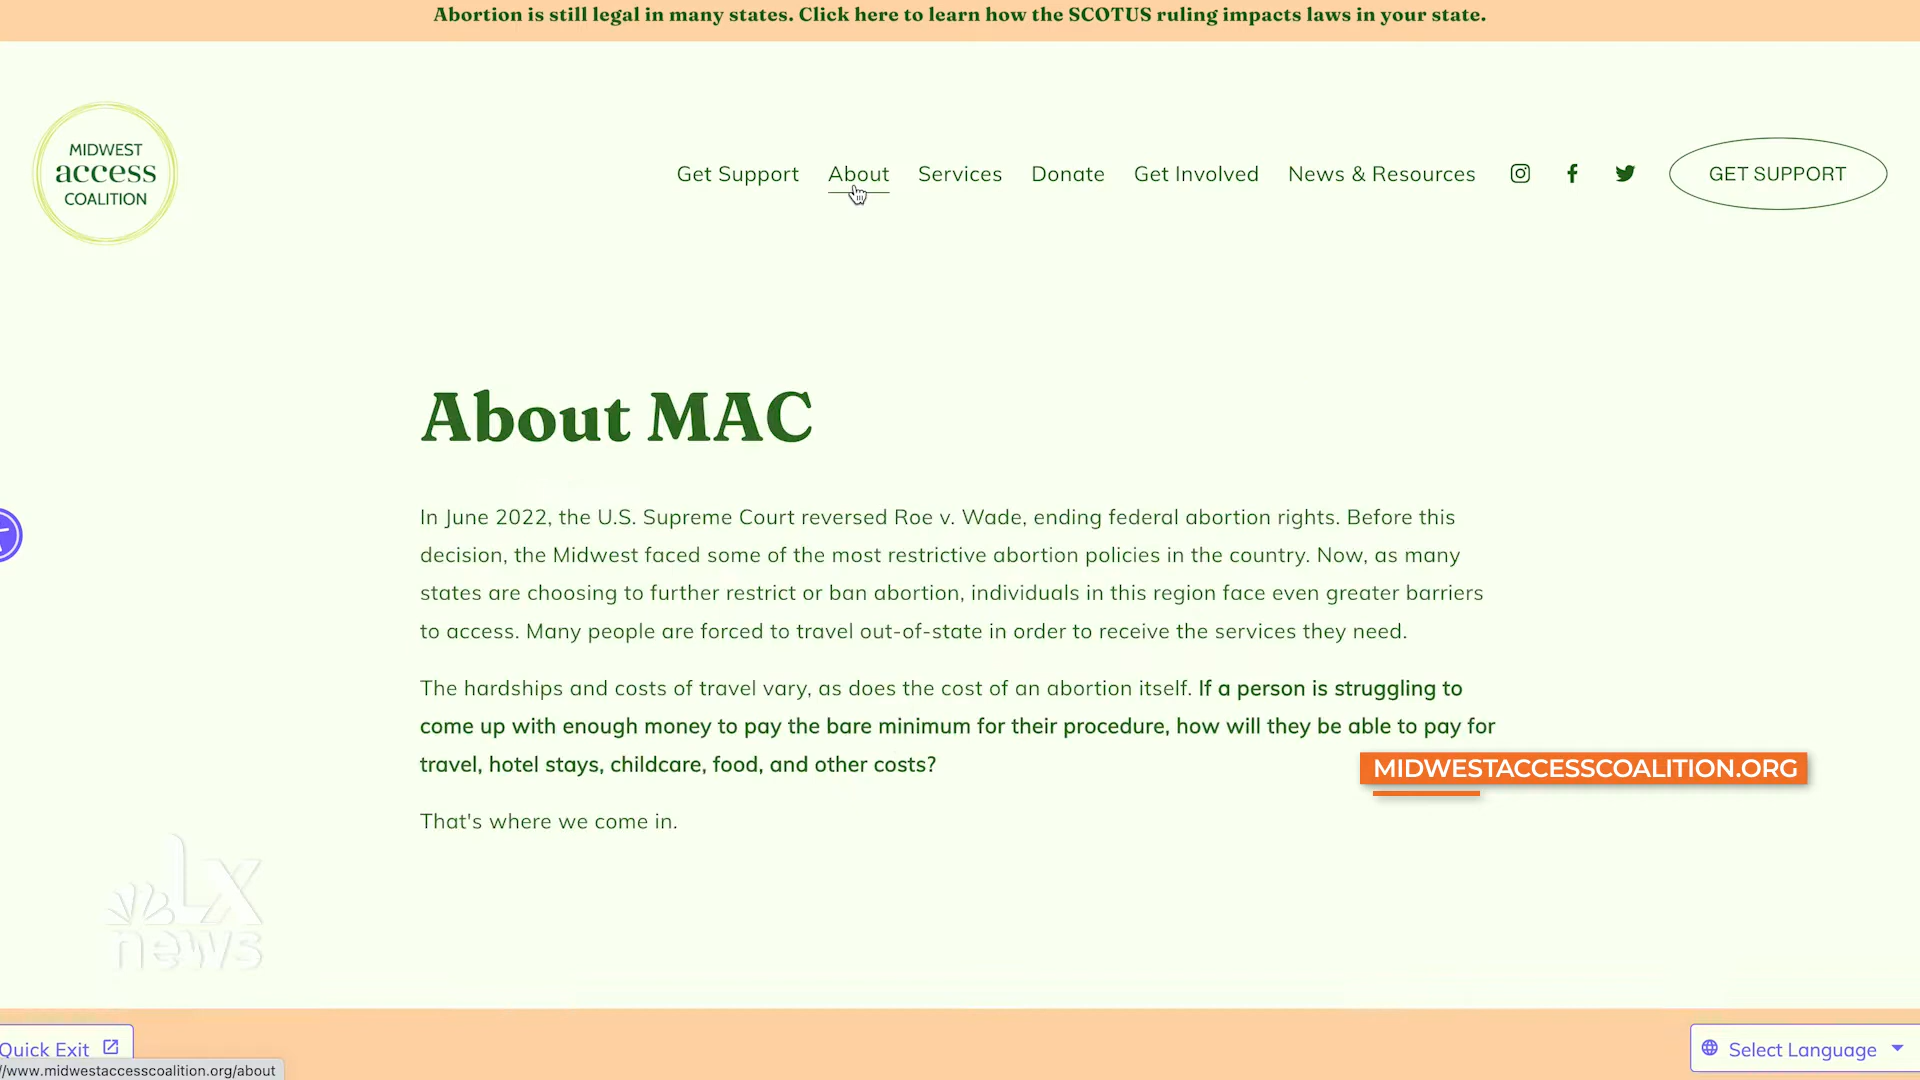 Abortion is still legal in many states. Click here to learn how the SCOTUS ruling impacts laws in your state.
MIDWEST
access
COALITION
Get Support About Services Donate Get Involved News & Resources GET SUPPORT
About MAC
In June 2022, the U.S. Supreme Court reversed Roe v. Wade, ending federal abortion rights. Before this
decision, the Midwest faced some of the most restrictive abortion policies in the country. Now, as many
states are choosing to further restrict or ban abortion, individuals in this region face even greater barriers
to access. Many people are forced to travel out-of-state in order to receive the services they need.
The hardships and costs of travel vary, as does the cost of an abortion itself. If a person is struggling to
come up with enough money to pay the bare minimum for their procedure, how will they be able to pay for
travel, hotel stays, childcare, food, and other costs?
MIDWESTACCESSCOALITION.ORG
That's where we come in.
LX
news
Quick Exit
Select Language
//www.midwestaccesscoalition.org/about